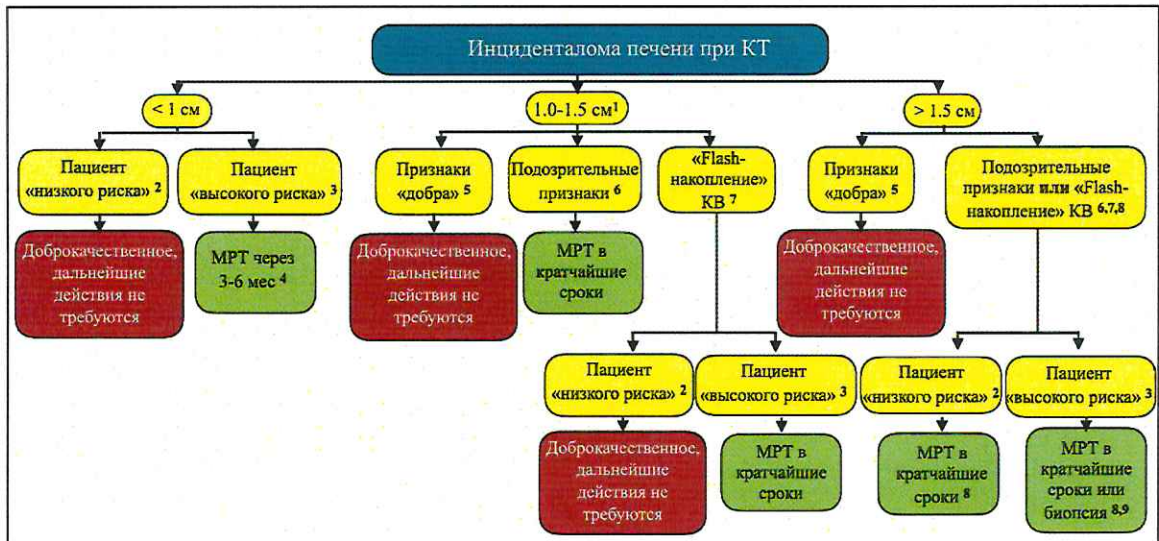 Инциденталома печени при КТ
< 1 см
1.0-1.5 см¹
> 1.5 см
Пациент
«низкого риска» ²
Пациент
«высокого риска» ³
Признаки
«добра» ⁵
Подозрительные
признаки ⁶
«Flash-
накопление»
КВ ⁷
Признаки
«добра» ⁵
Подозрительные
признаки или «Flash-
накопление» КВ ⁶,⁷,⁸
Доброкачественное,
дальнейшие
действия не
требуются
МРТ через
3-6 мес ⁴
Доброкачественное,
дальнейшие
действия не
требуются
МРТ в
кратчайшие
сроки
Доброкачественное,
дальнейшие
действия не
требуются
Пациент
«низкого риска» ²
Пациент
«высокого риска» ³
Пациент
«низкого риска» ²
Пациент
«высокого риска» ³
Доброкачественное,
дальнейшие
действия не
требуются
МРТ в
кратчайшие
сроки
МРТ в
кратчайшие
сроки ⁸
МРТ в
кратчайшие
сроки или
биопсия ⁸,⁹